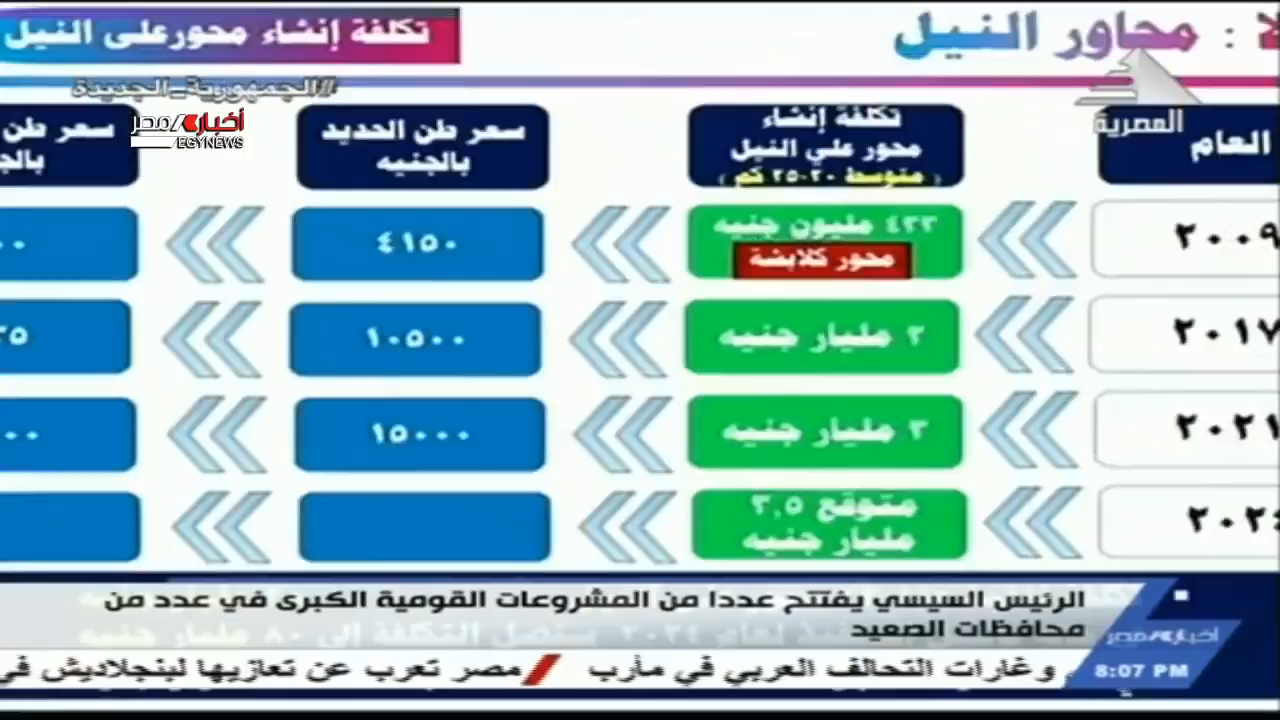 محاور النيل :
تكلفة إنشاء محور على النيل
#الجمهورية_الجديدة
أخبار مصر
EGYNEWS
المصرية
العام
تكلفة إنشاء
محور علي النيل
( متوسط ٢٠-٢٥ كم )
سعر طن الحديد
بالجنيه
سعر طن
٢٠٠٩
٤٣٣ مليون جنيه
محور كلابشة
٤١٥٠
٢٠١٧
٢ مليار جنيه
١٠٥٠٠
٢٠٢١
٣ مليار جنيه
١٥٠٠٠
متوقع ٣,٥
مليار جنيه
الرئيس السيسي يفتتح عددا من المشروعات القومية الكبرى في عدد من
محافظات الصعيد
أخبار مصر
وغارات التحالف العربي في مأرب / مصر تعرب عن تعازيها لبنجلاديش في
8:07 PM